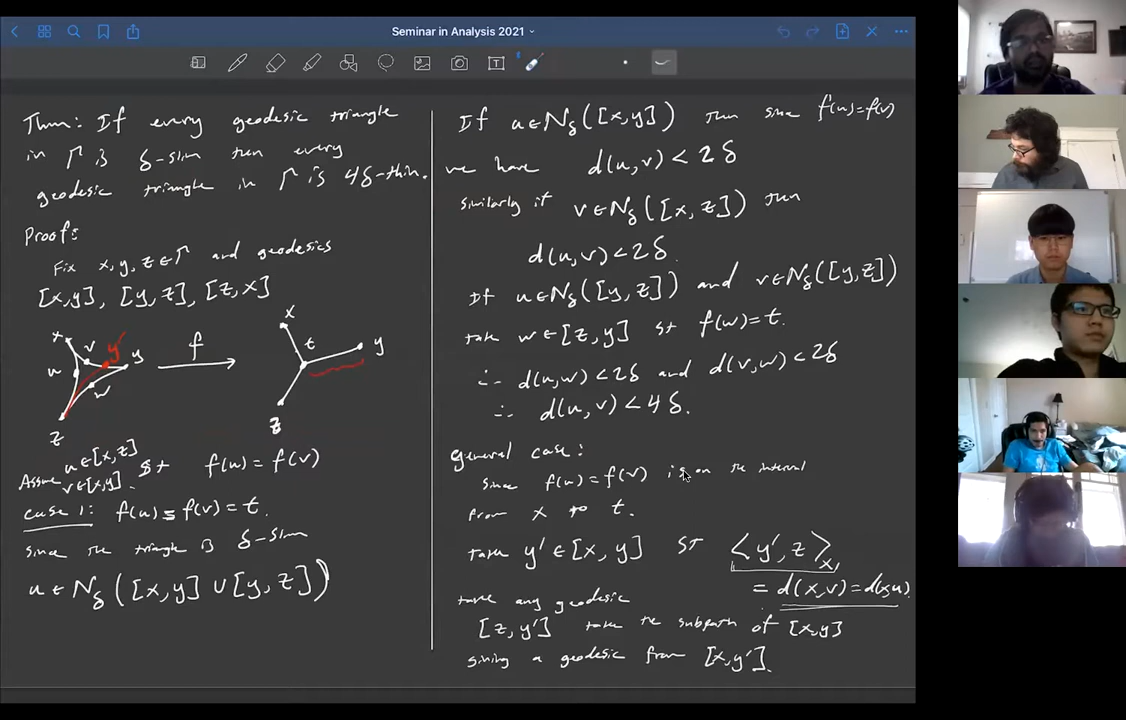 Seminar in Analysis 2021
Thm: If every geodesic triangle
in Γ is δ-slim then every
geodesic triangle in Γ is 4δ-thin.
Proof:
Fix x, y, z ∈ Γ and geodesics
[x,y], [y,z], [z,x]
x
v
y
y
u
w
z
f
x
t
y
z
Assume u∈[x,z] v∈[x,y] st f(u) = f(v)
case 1: f(u) = f(v) = t.
since the triangle is δ-slim
u ∈ N_δ([x,y] ∪ [y,z])
If u ∈ N_δ([x,y]) then since f(u)=f(v)
we have d(u,v) < 2δ
similarly if v ∈ N_δ([x,z]) then
d(u,v) < 2δ.
If u ∈ N_δ([y,z]) and v ∈ N_δ([y,z])
take w ∈ [z,y] st f(w)=t.
∴ d(u,w) < 2δ and d(v,w) < 2δ
∴ d(u,v) < 4δ.
general case:
since f(u) = f(v) is on the interval
from x to t.
take y' ∈ [x,y] st ⟨y',z⟩_x
= d(x,v) = d(x,u)
take any geodesic
[z,y'] take the subpath of [x,y]
giving a geodesic from [x,y'].